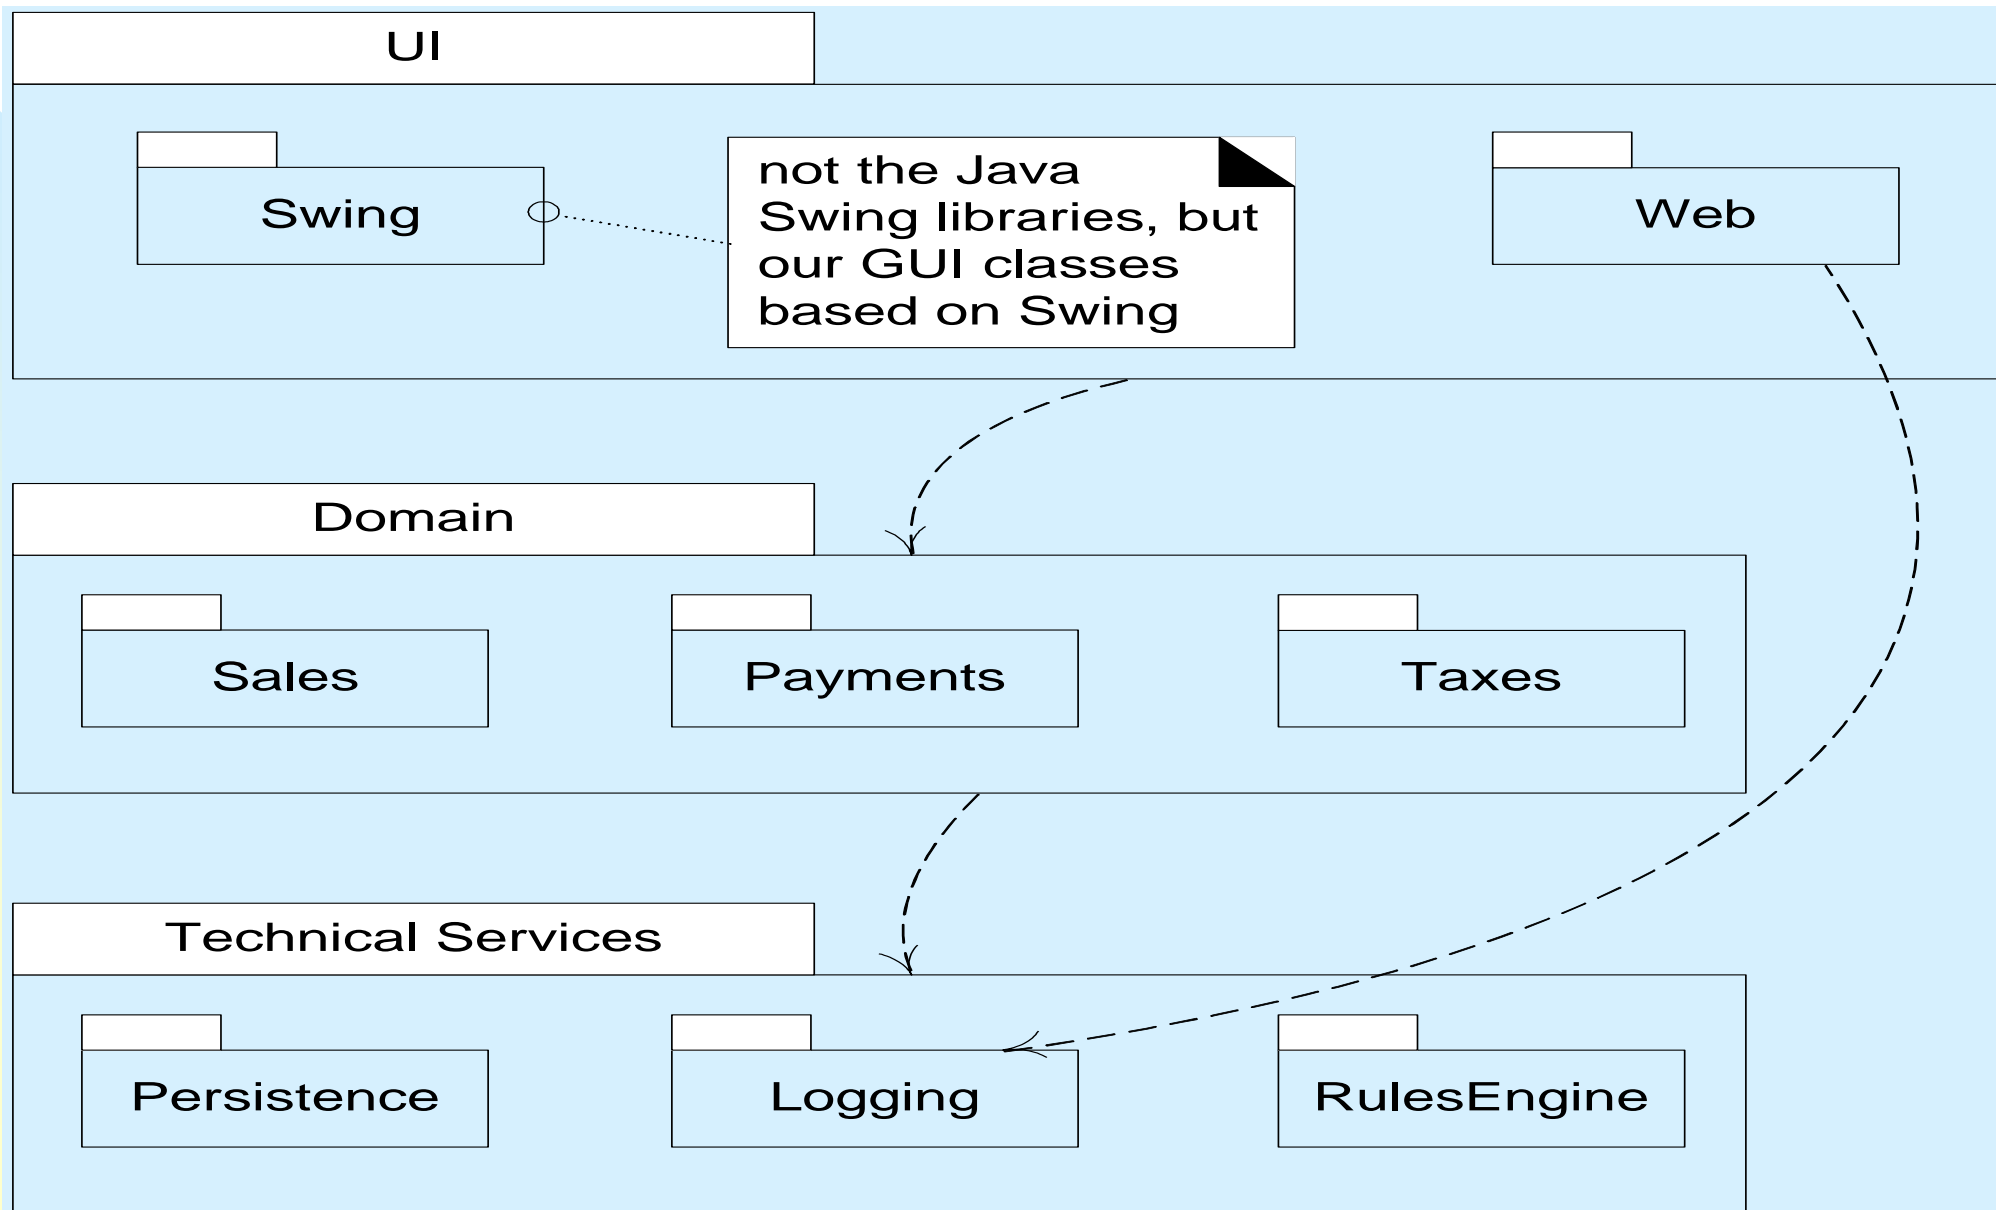 UI
Swing
not the Java
Swing libraries, but
our GUI classes
based on Swing
Web
Domain
Sales
Payments
Taxes
Technical Services
Persistence
Logging
RulesEngine